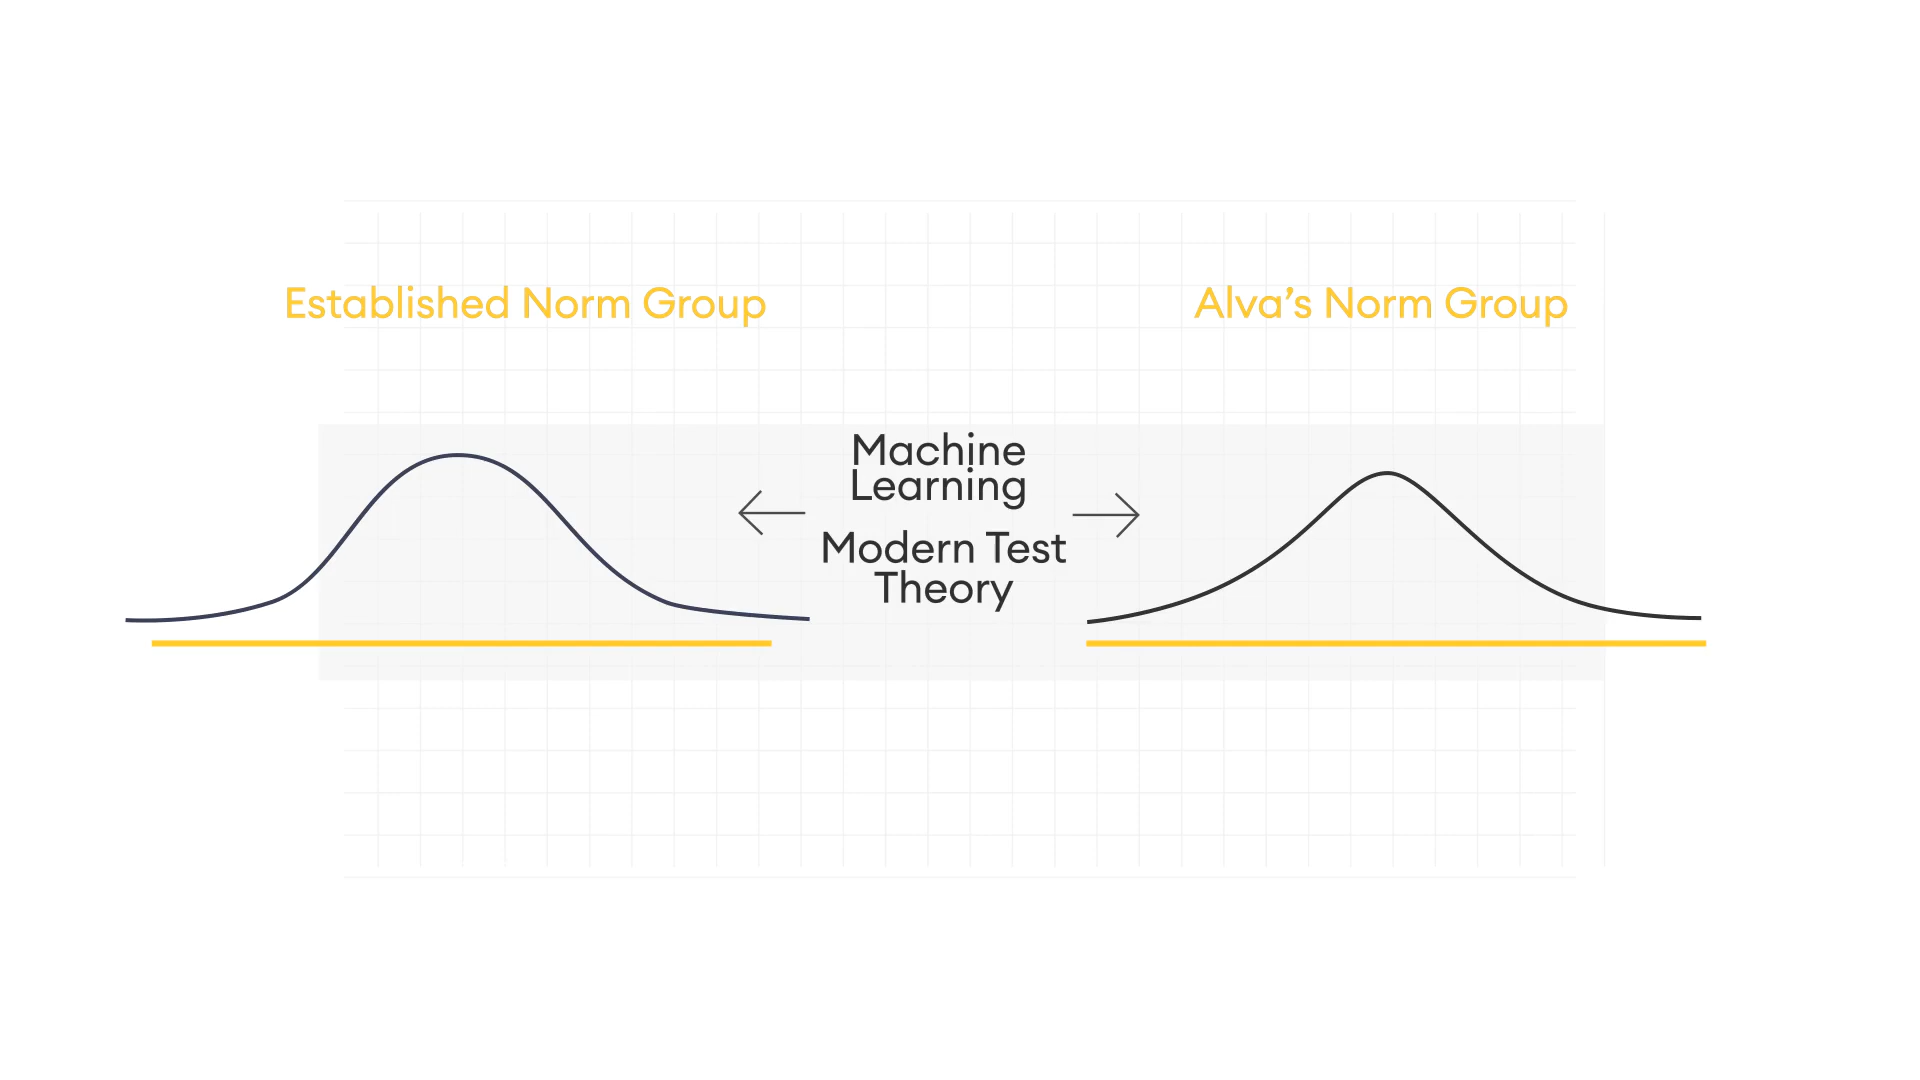 Established Norm Group
Alva’s Norm Group
Machine
Learning
Modern Test
Theory